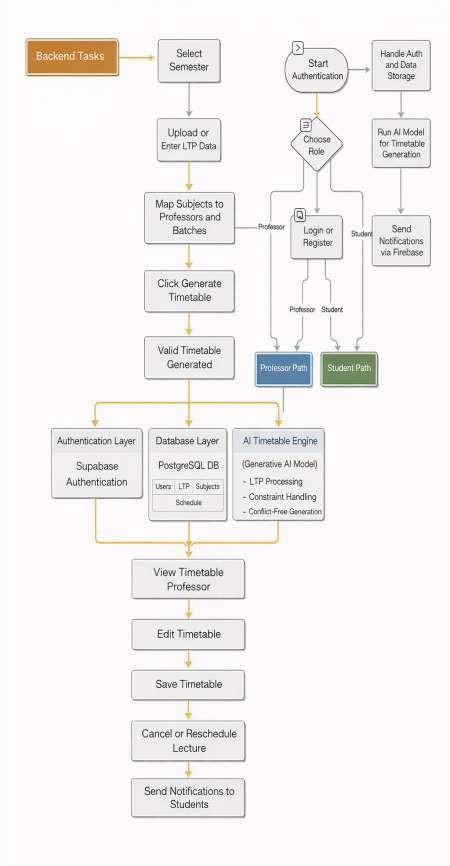 Backend Tasks
Select
Semester
Upload or
Enter LTP Data
Map Subjects to
Professors and
Batches
Click Generate
Timetable
Valid Timetable
Generated
Start
Authentication
Choose
Role
Professor
Student
Login or
Register
Professor
Student
Professor Path
Student Path
Handle Auth
and Data
Storage
Run AI Model
for Timetable
Generation
Send
Notifications
via Firebase
Authentication Layer
Supabase
Authentication
Database Layer
PostgreSQL DB
Users LTP Subjects
Schedule
AI Timetable Engine
(Generative AI Model)
- LTP Processing
- Constraint Handling
- Conflict-Free Generation
View Timetable
Professor
Edit Timetable
Save Timetable
Cancel or Reschedule
Lecture
Send Notifications to
Students